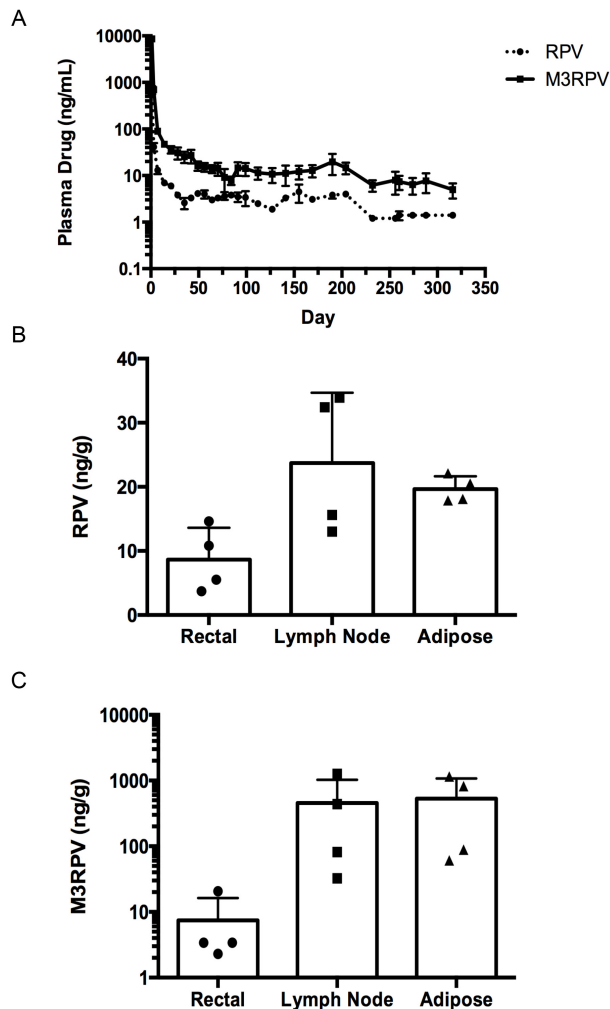 A
Plasma Drug (ng/mL)
10000
1000
100
10
1
0.1
0
50
100
150
200
250
300
350
Day
RPV
M3RPV
B
RPV (ng/g)
40
30
20
10
0
Rectal
Lymph Node
Adipose
C
M3RPV (ng/g)
10000
1000
100
10
1
Rectal
Lymph Node
Adipose